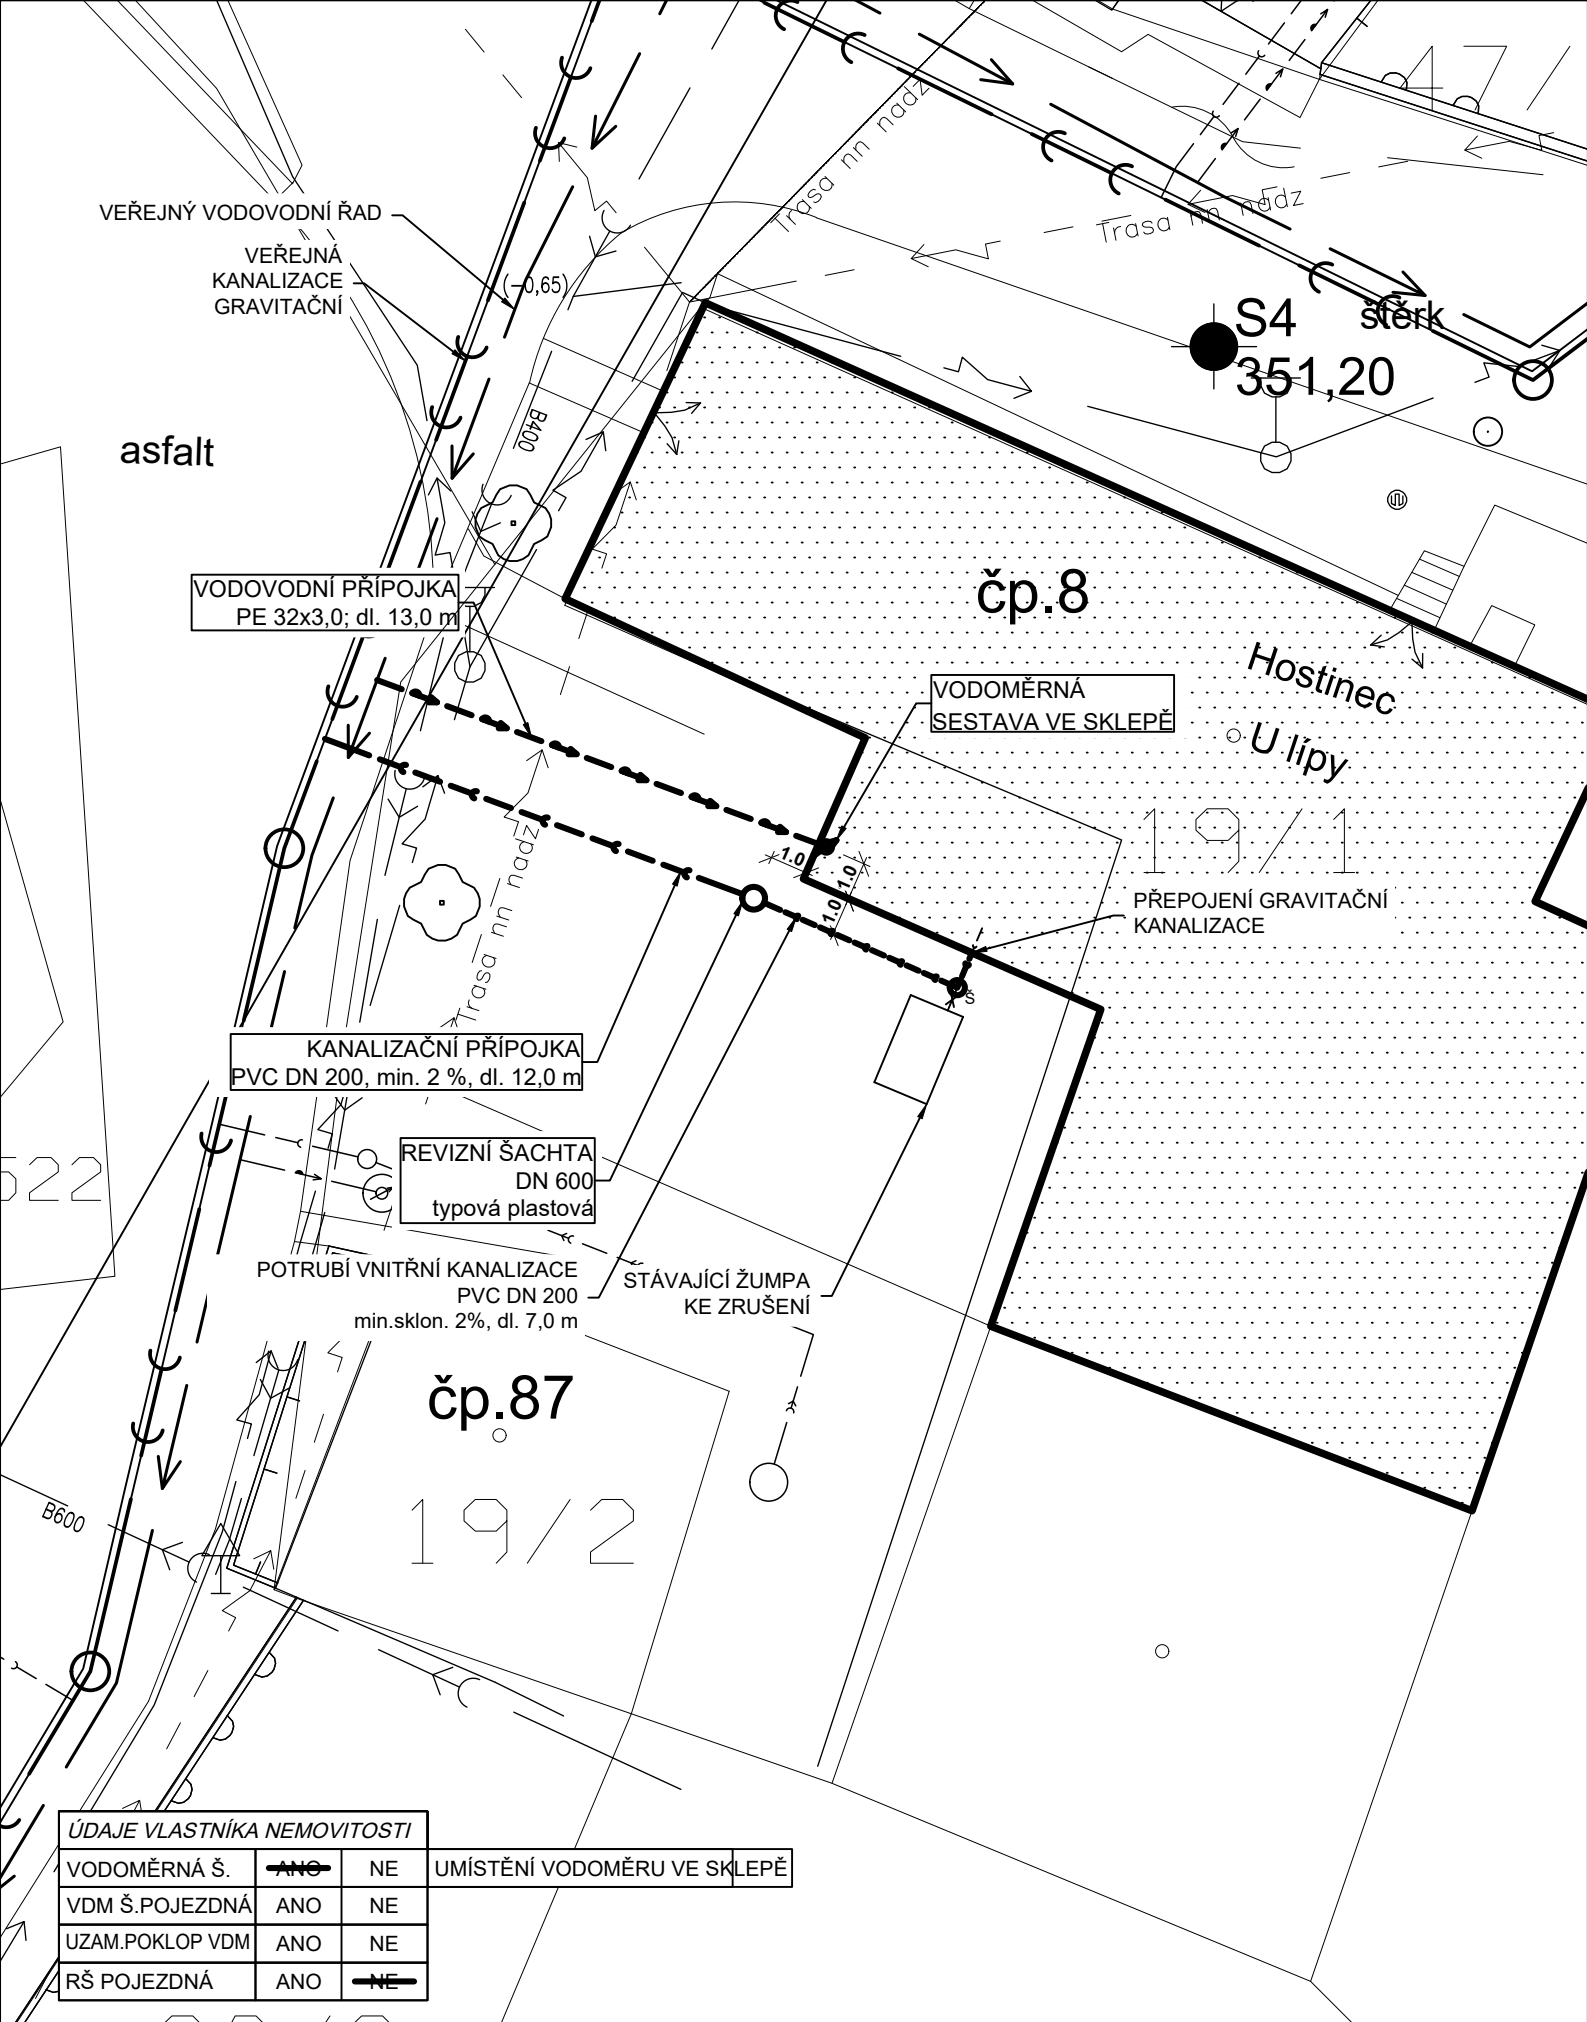 Trasa nn nadz
VEŘEJNÝ VODOVODNÍ ŘAD
Trasa nn nadz
VEŘEJNÁ
KANALIZACE
GRAVITAČNÍ
(-0,65)
S4
štěrk
351,20
B400
asfalt
VODOVODNÍ PŘÍPOJKA
PE 32x3,0; dl. 13,0 m
čp.8
Hostinec
U lípy
VODOMĚRNÁ
SESTAVA VE SKLEPĚ
19/1
1.0
1.0
1.0
PŘEPOJENÍ GRAVITAČNÍ
KANALIZACE
Trasa nn nadz
Š
KANALIZAČNÍ PŘÍPOJKA
PVC DN 200, min. 2 %, dl. 12,0 m
REVIZNÍ ŠACHTA
DN 600
typová plastová
522
POTRUBÍ VNITŘNÍ KANALIZACE
PVC DN 200
min.sklon. 2%, dl. 7,0 m
STÁVAJÍCÍ ŽUMPA
KE ZRUŠENÍ
čp.87
19/2
B600
ÚDAJE VLASTNÍKA NEMOVITOSTI
VODOMĚRNÁ Š. ANO NE UMÍSTĚNÍ VODOMĚRU VE SKLEPĚ
VDM Š.POJEZDNÁ ANO NE
UZAM.POKLOP VDM ANO NE
RŠ POJEZDNÁ ANO NE